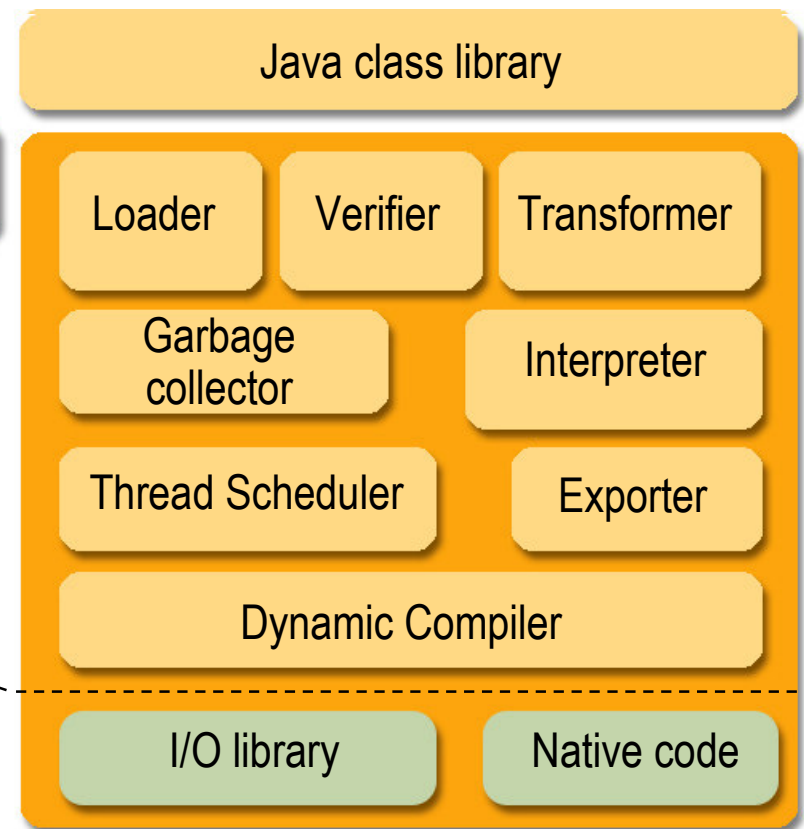 Java class library
Loader
Verifier
Transformer
Garbage
collector
Interpreter
Thread Scheduler
Exporter
Dynamic Compiler
I/O library
Native code